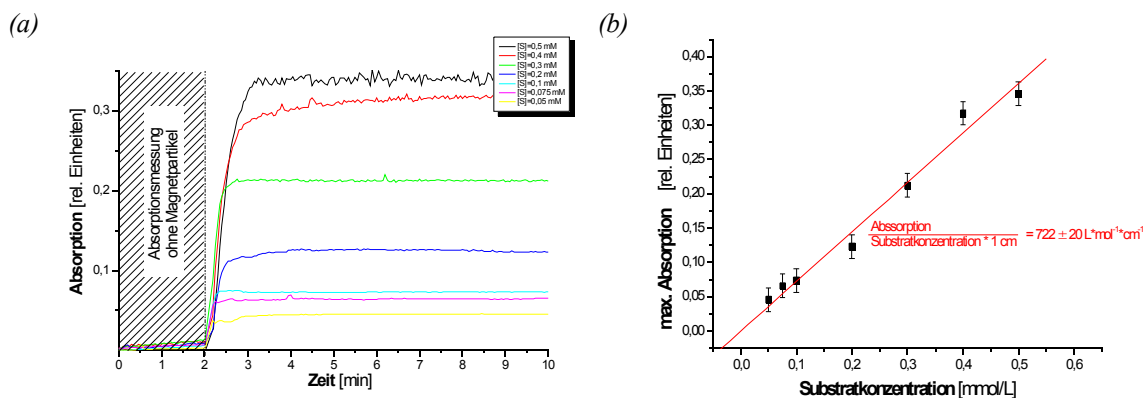 (a)
[S]=0,5 mM
[S]=0,4 mM
[S]=0,3 mM
[S]=0,2 mM
[S]=0,1 mM
[S]=0,075 mM
[S]=0,05 mM
Absorption [rel. Einheiten]
0,3
0,2
0,1
Absorptionsmessung
ohne Magnetpartikel
0 1 2 3 4 5 6 7 8 9 10
Zeit [min]
(b)
max. Absorption [rel. Einheiten]
0,40
0,35
0,30
0,25
0,20
0,15
0,10
0,05
0,00
Abssorption
Substratkonzentration * 1 cm
= 722 ± 20 L*mol⁻¹*cm⁻¹
0,0 0,1 0,2 0,3 0,4 0,5 0,6
Substratkonzentration [mmol/L]